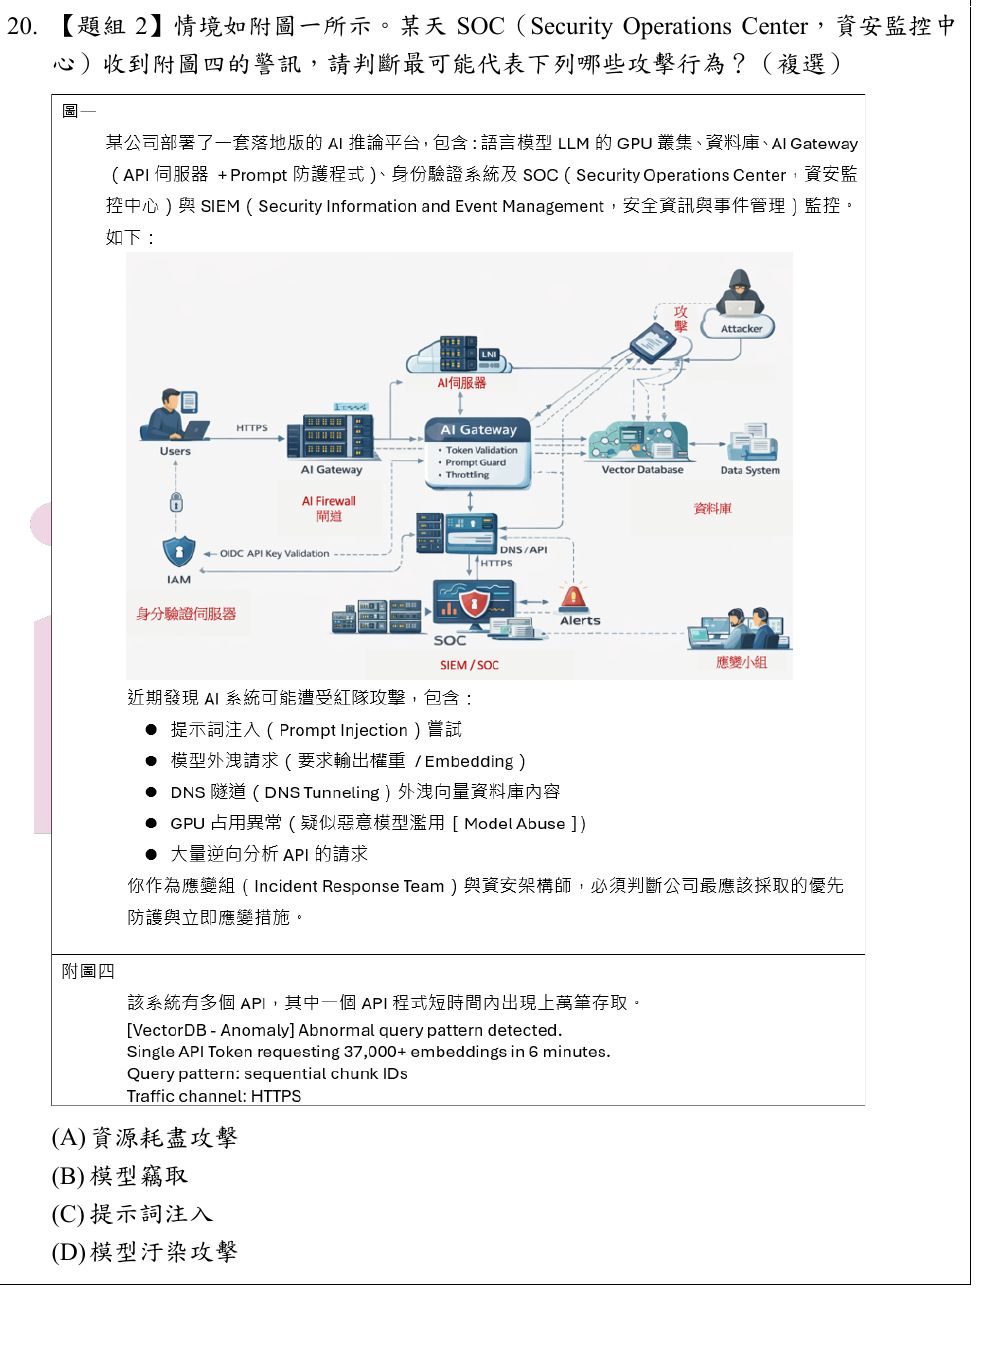 20. 【題組 2】情境如附圖一所示。某天 SOC（Security Operations Center，資安監控中
心）收到附圖四的警訊，請判斷最可能代表下列哪些攻擊行為？（複選）
圖一
某公司部署了一套落地版的 AI 推論平台，包含：語言模型 LLM 的 GPU 叢集、資料庫、AI Gateway
（API 伺服器 +Prompt 防護程式）、身份驗證系統及 SOC（Security Operations Center，資安監
控中心）與 SIEM（Security Information and Event Management，安全資訊與事件管理）監控。
如下：
攻擊
Attacker
LNI
AI伺服器
HTTPS
Users
AI Gateway
AI Firewall
閘道
AI Gateway
• Token Validation
• Prompt Guard
• Throttling
Vector Database
Data System
資料庫
OIDC API Key Validation
IAM
身分驗證伺服器
DNS/API
HTTPS
SOC
SIEM / SOC
Alerts
應變小組
近期發現 AI 系統可能遭受紅隊攻擊，包含：
● 提示詞注入（Prompt Injection）嘗試
● 模型外洩請求（要求輸出權重 /Embedding）
● DNS 隧道（DNS Tunneling）外洩向量資料庫內容
● GPU 占用異常（疑似惡意模型濫用［Model Abuse］）
● 大量逆向分析 API 的請求
你作為應變組（Incident Response Team）與資安架構師，必須判斷公司最應該採取的優先
防護與立即應變措施。
附圖四
該系統有多個 API，其中一個 API 程式短時間內出現上萬筆存取。
[VectorDB - Anomaly] Abnormal query pattern detected.
Single API Token requesting 37,000+ embeddings in 6 minutes.
Query pattern: sequential chunk IDs
Traffic channel: HTTPS
(A) 資源耗盡攻擊
(B) 模型竊取
(C) 提示詞注入
(D) 模型汙染攻擊